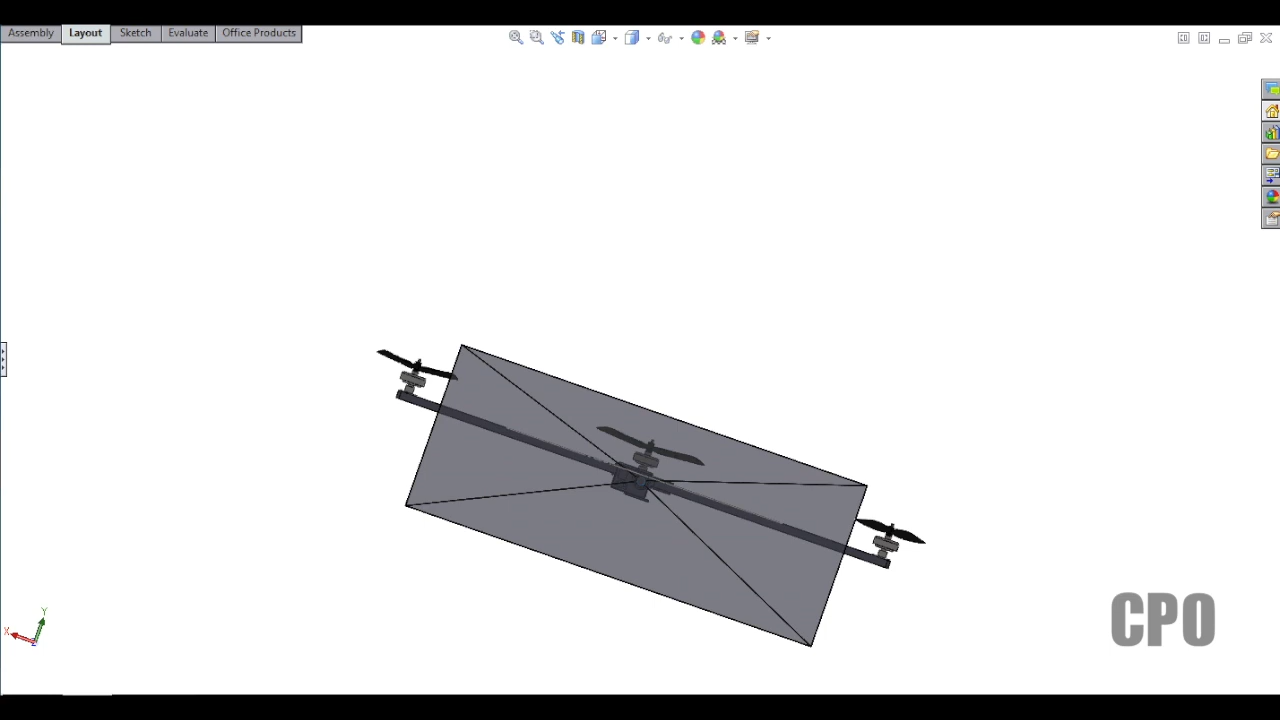 Assembly
Layout
Sketch
Evaluate
Office Products
Y
X
Z
CPO